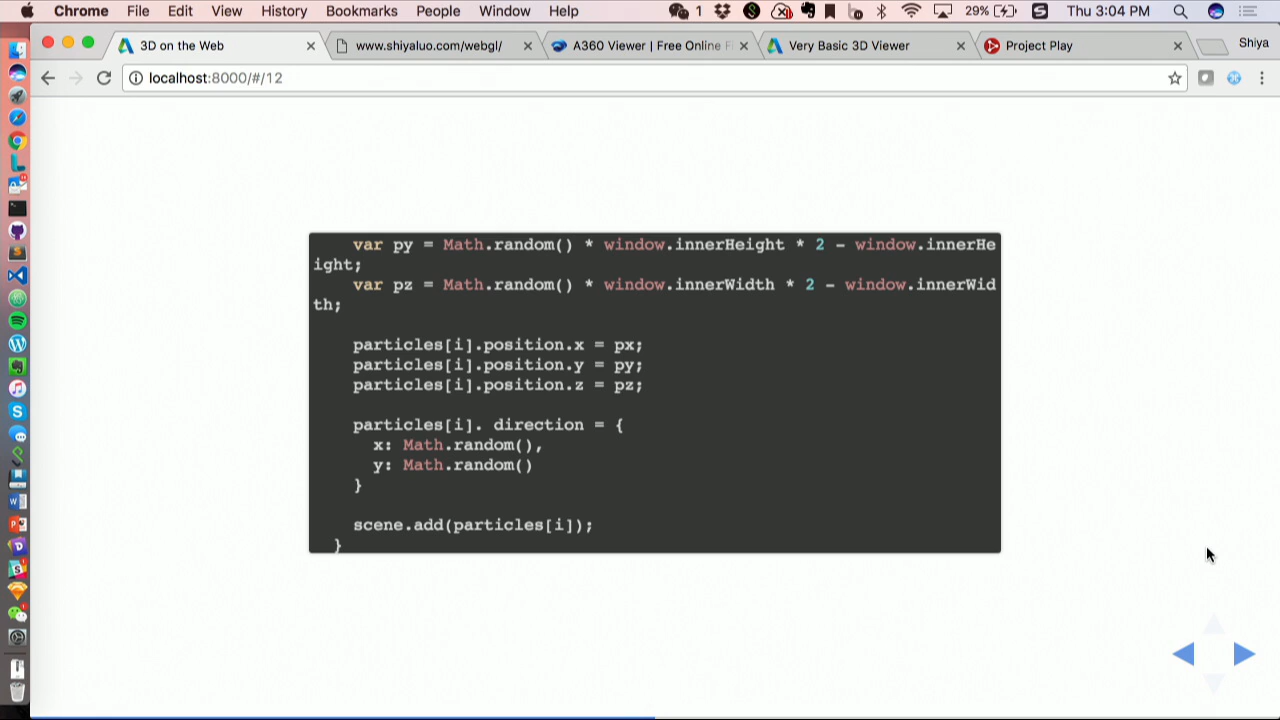 Chrome File Edit View History Bookmarks People Window Help 1 29% Thu 3:04 PM
3D on the Web www.shiyaluo.com/webgl/ A360 Viewer | Free Online F Very Basic 3D Viewer Project Play Shiya
localhost:8000/#/12
var py = Math.random() * window.innerHeight * 2 - window.innerHe
ight;
var pz = Math.random() * window.innerWidth * 2 - window.innerWid
th;
particles[i].position.x = px;
particles[i].position.y = py;
particles[i].position.z = pz;
particles[i]. direction = {
x: Math.random(),
y: Math.random()
}
scene.add(particles[i]);
}